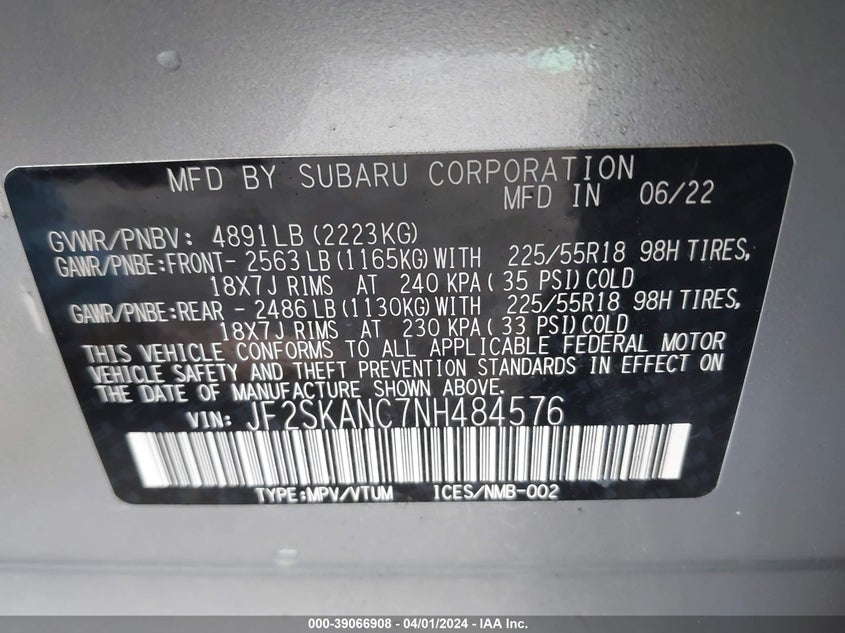 MFD BY SUBARU CORPORATION
MFD IN 06/22
GVWR/PNBV: 4891LB (2223KG)
GAWR/PNBE: FRONT- 2563LB (1165KG) WITH 225/55R18 98H TIRES,
18X7J RIMS AT 240 KPA ( 35 PSI) COLD
GAWR/PNBE: REAR - 2486LB (1130KG) WITH 225/55R18 98H TIRES,
18X7J RIMS AT 230 KPA ( 33 PSI) COLD
THIS VEHICLE CONFORMS TO ALL APPLICABLE FEDERAL MOTOR
VEHICLE SAFETY AND THEFT PREVENTION STANDARDS IN EFFECT ON
THE DATE OF MANUFACTURE SHOWN ABOVE.
VIN: JF2SKANC7NH484576
TYPE:MPV/VTUM ICES/NMB-002
000-39066908 - 04/01/2024 - IAA Inc.